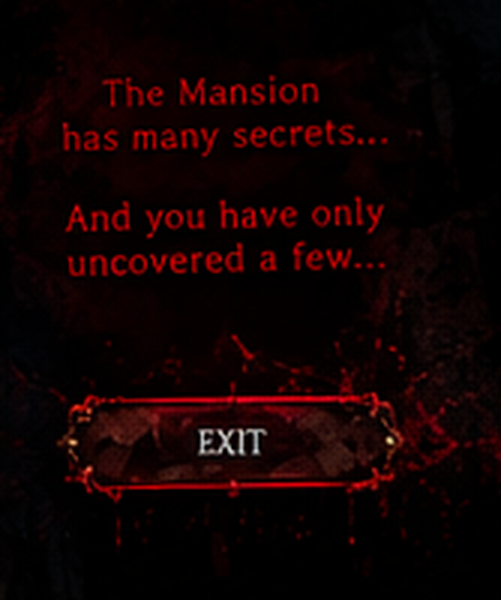 The Mansion
has many secrets...
And you have only
uncovered a few...
EXIT